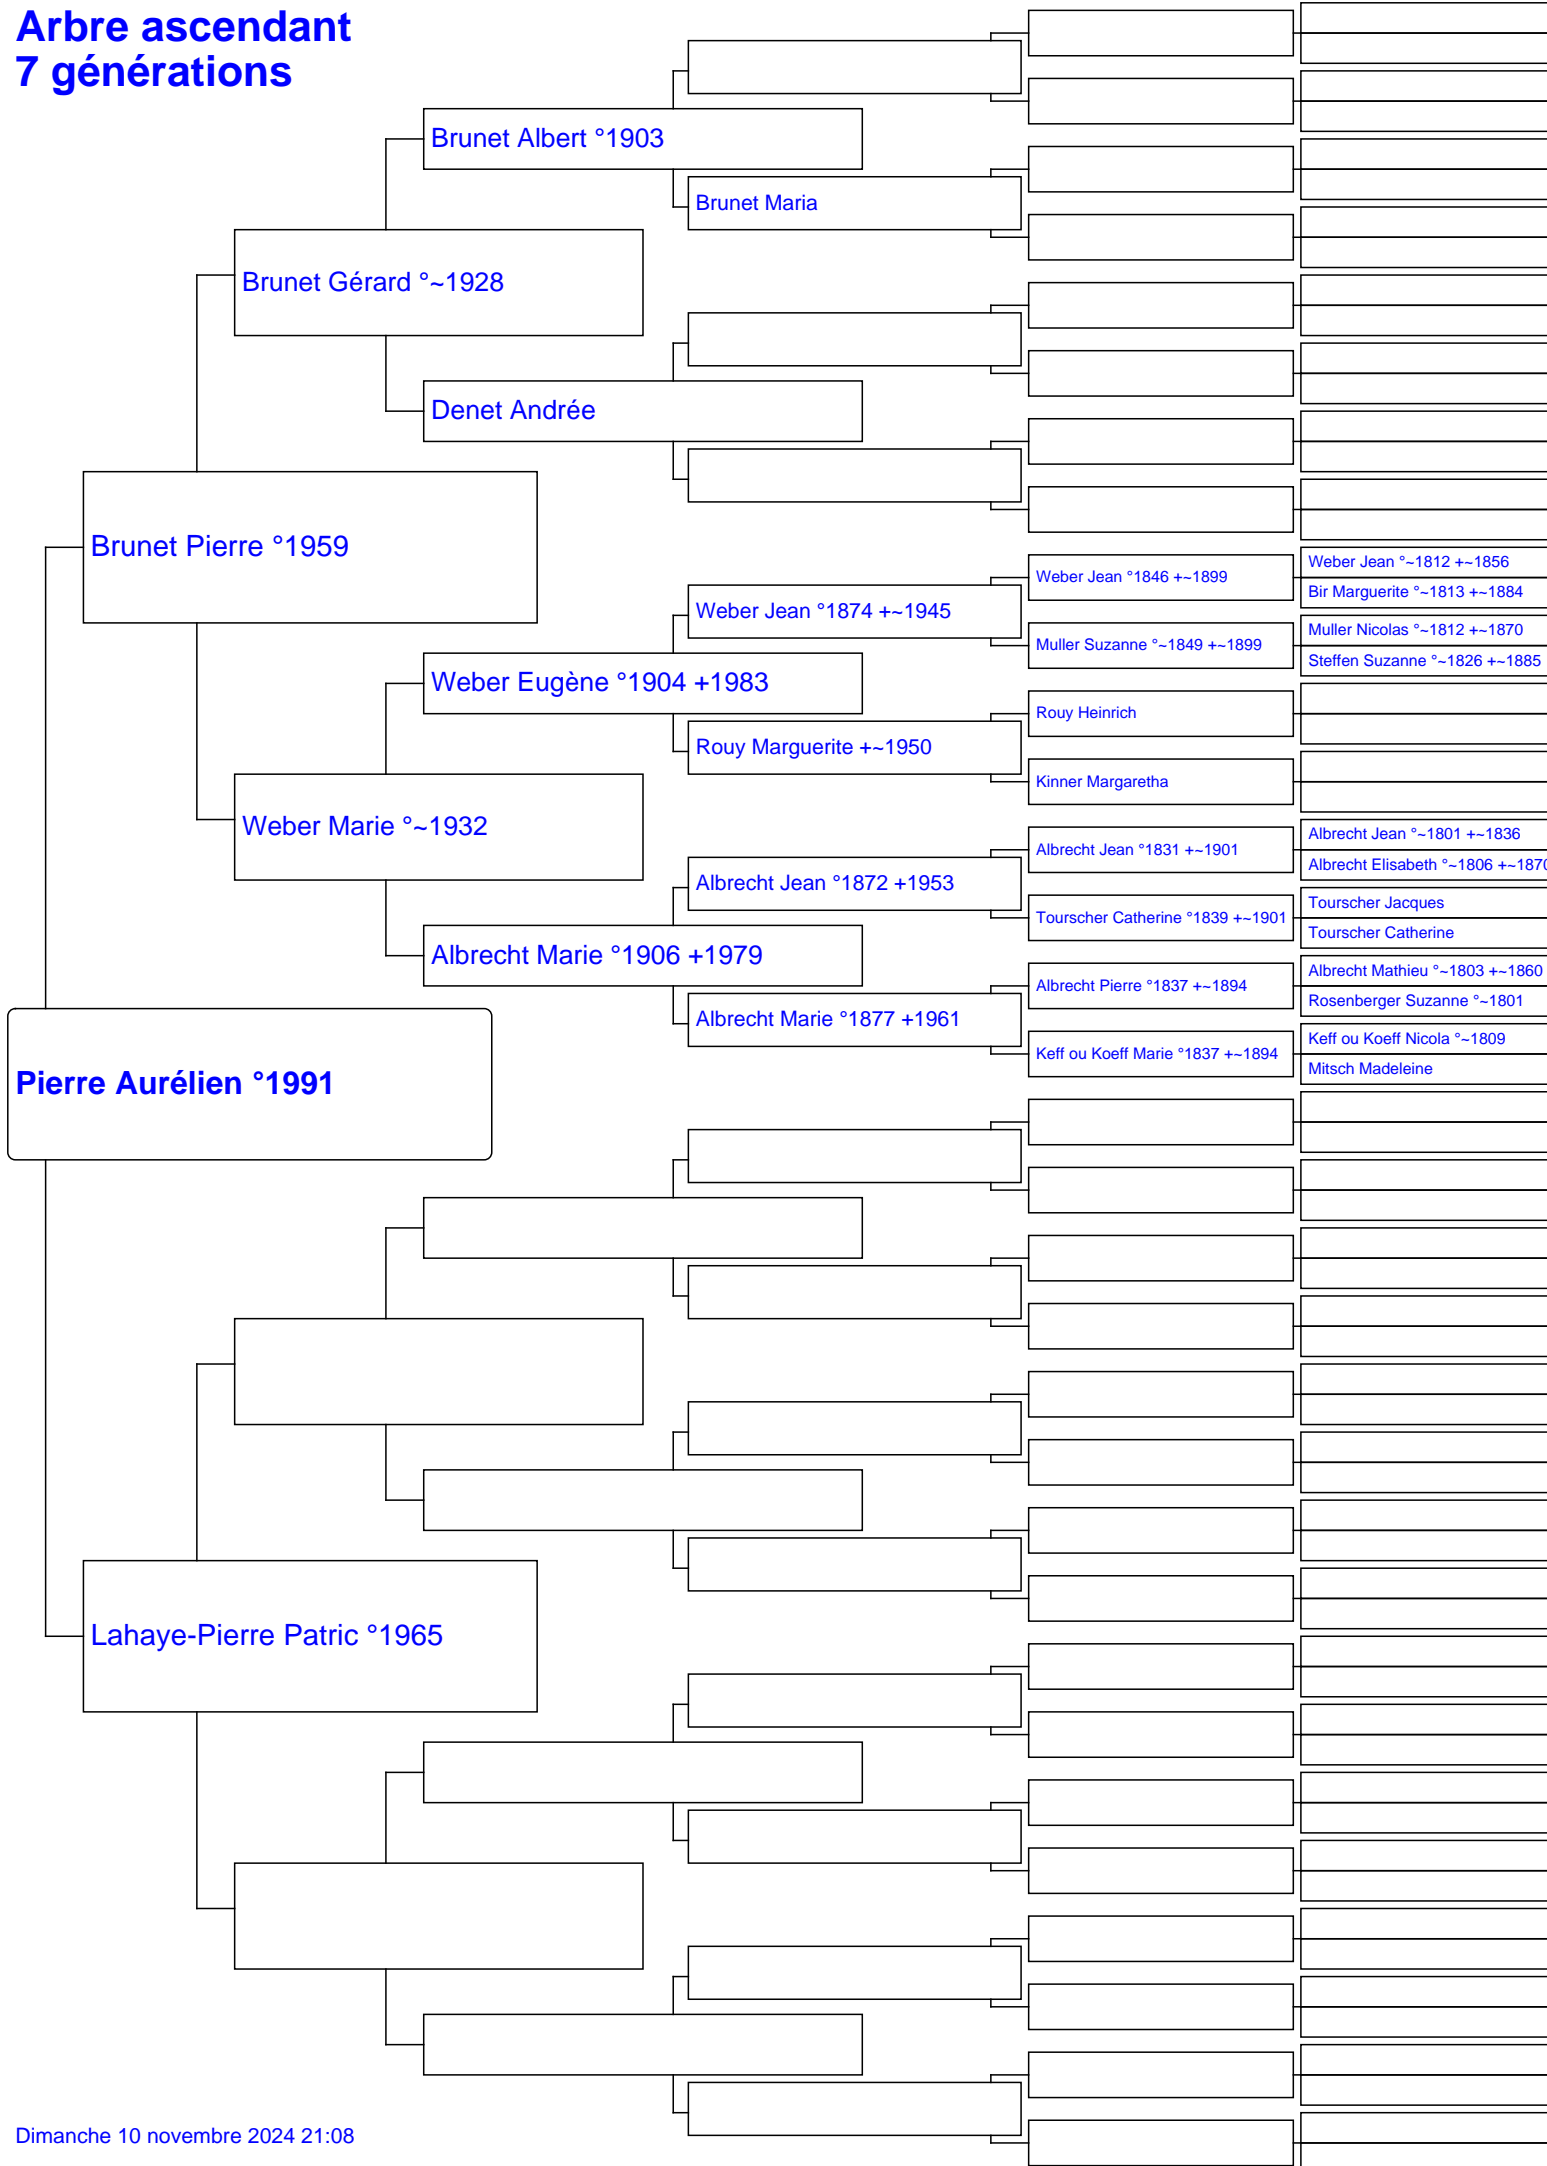 Arbre ascendant
7 générations
Brunet Albert °1903
Brunet Maria
Brunet Gérard °~1928
Denet Andrée
Brunet Pierre °1959
Weber Jean °~1812 +~1856
Weber Jean °1846 +~1899
Bir Marguerite °~1813 +~1884
Weber Jean °1874 +~1945
Muller Nicolas °~1812 +~1870
Muller Suzanne °~1849 +~1899
Steffen Suzanne °~1826 +~1885
Weber Eugène °1904 +1983
Rouy Heinrich
Rouy Marguerite +~1950
Kinner Margaretha
Weber Marie °~1932
Albrecht Jean °~1801 +~1836
Albrecht Jean °1831 +~1901
Albrecht Elisabeth °~1806 +~1870
Albrecht Jean °1872 +1953
Tourscher Jacques
Tourscher Catherine °1839 +~1901
Tourscher Catherine
Albrecht Marie °1906 +1979
Albrecht Mathieu °~1803 +~1860
Albrecht Pierre °1837 +~1894
Rosenberger Suzanne °~1801
Albrecht Marie °1877 +1961
Keff ou Koeff Nicola °~1809
Keff ou Koeff Marie °1837 +~1894
Mitsch Madeleine
Pierre Aurélien °1991
Lahaye-Pierre Patric °1965
Dimanche 10 novembre 2024 21:08